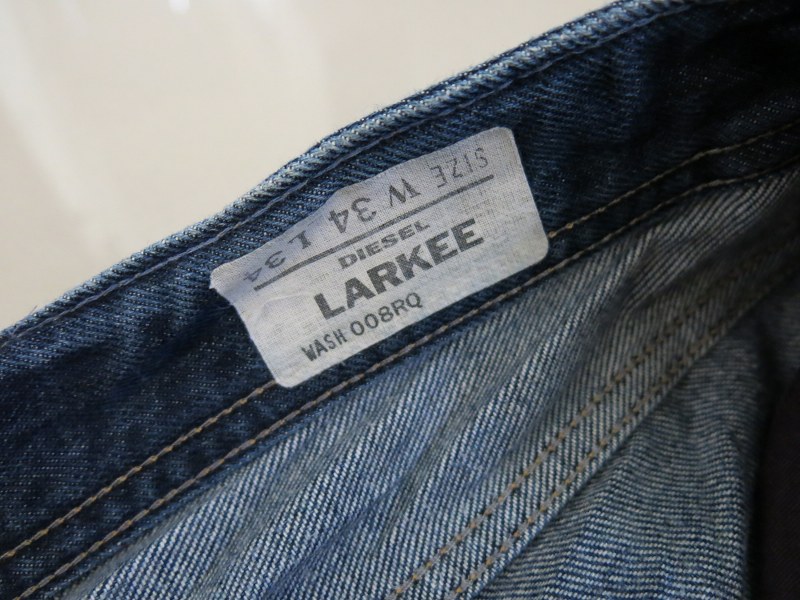 SIZE W 34 L 34
DIESEL
LARKEE
WASH 008RQ